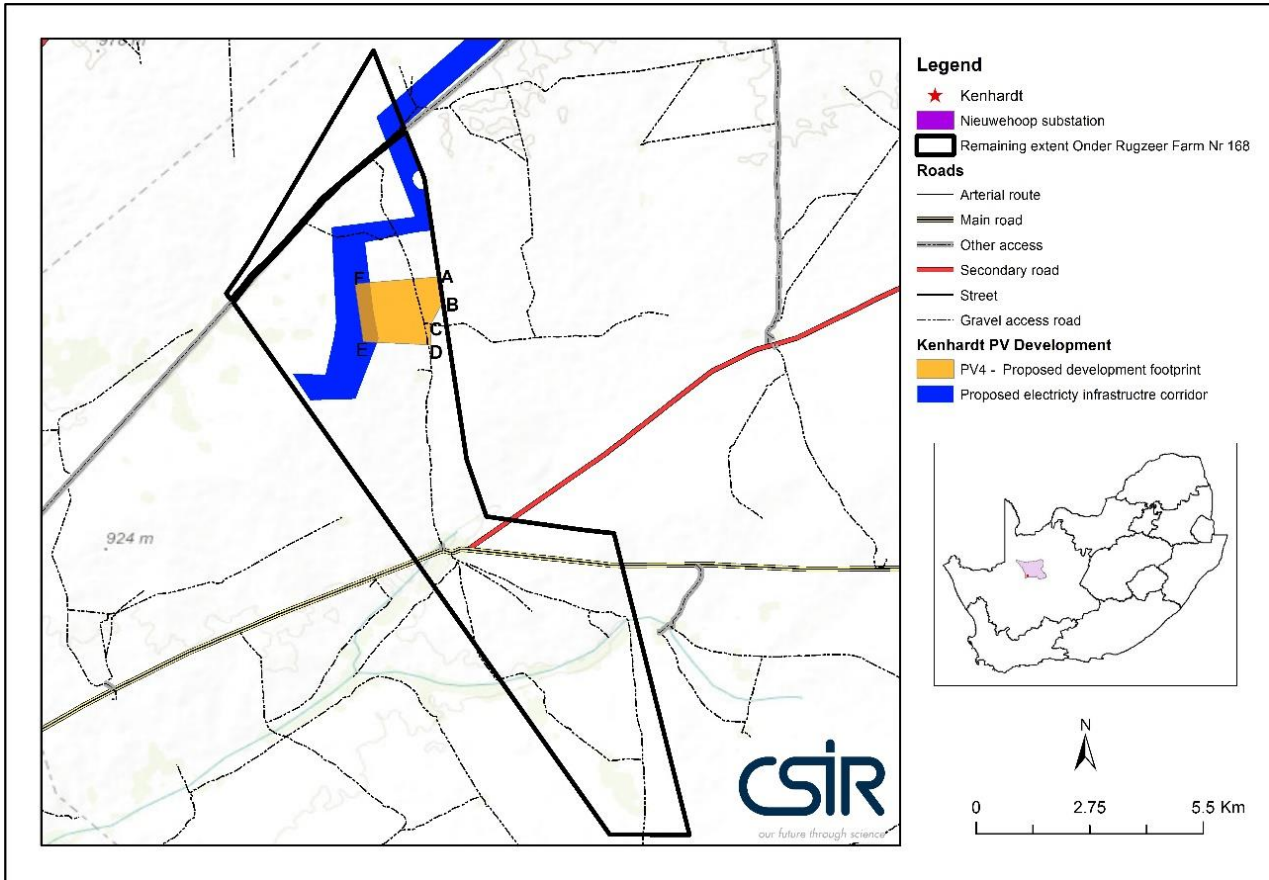 978 m
F
A
B
C
E
D
924 m
CSIR
our future through science
Legend
Kenhardt
Nieuwehoop substation
Remaining extent Onder Rugzeer Farm Nr 168
Roads
Arterial route
Main road
Other access
Secondary road
Street
Gravel access road
Kenhardt PV Development
PV4 - Proposed development footprint
Proposed electricty infrastructre corridor
N
0 2.75 5.5 Km